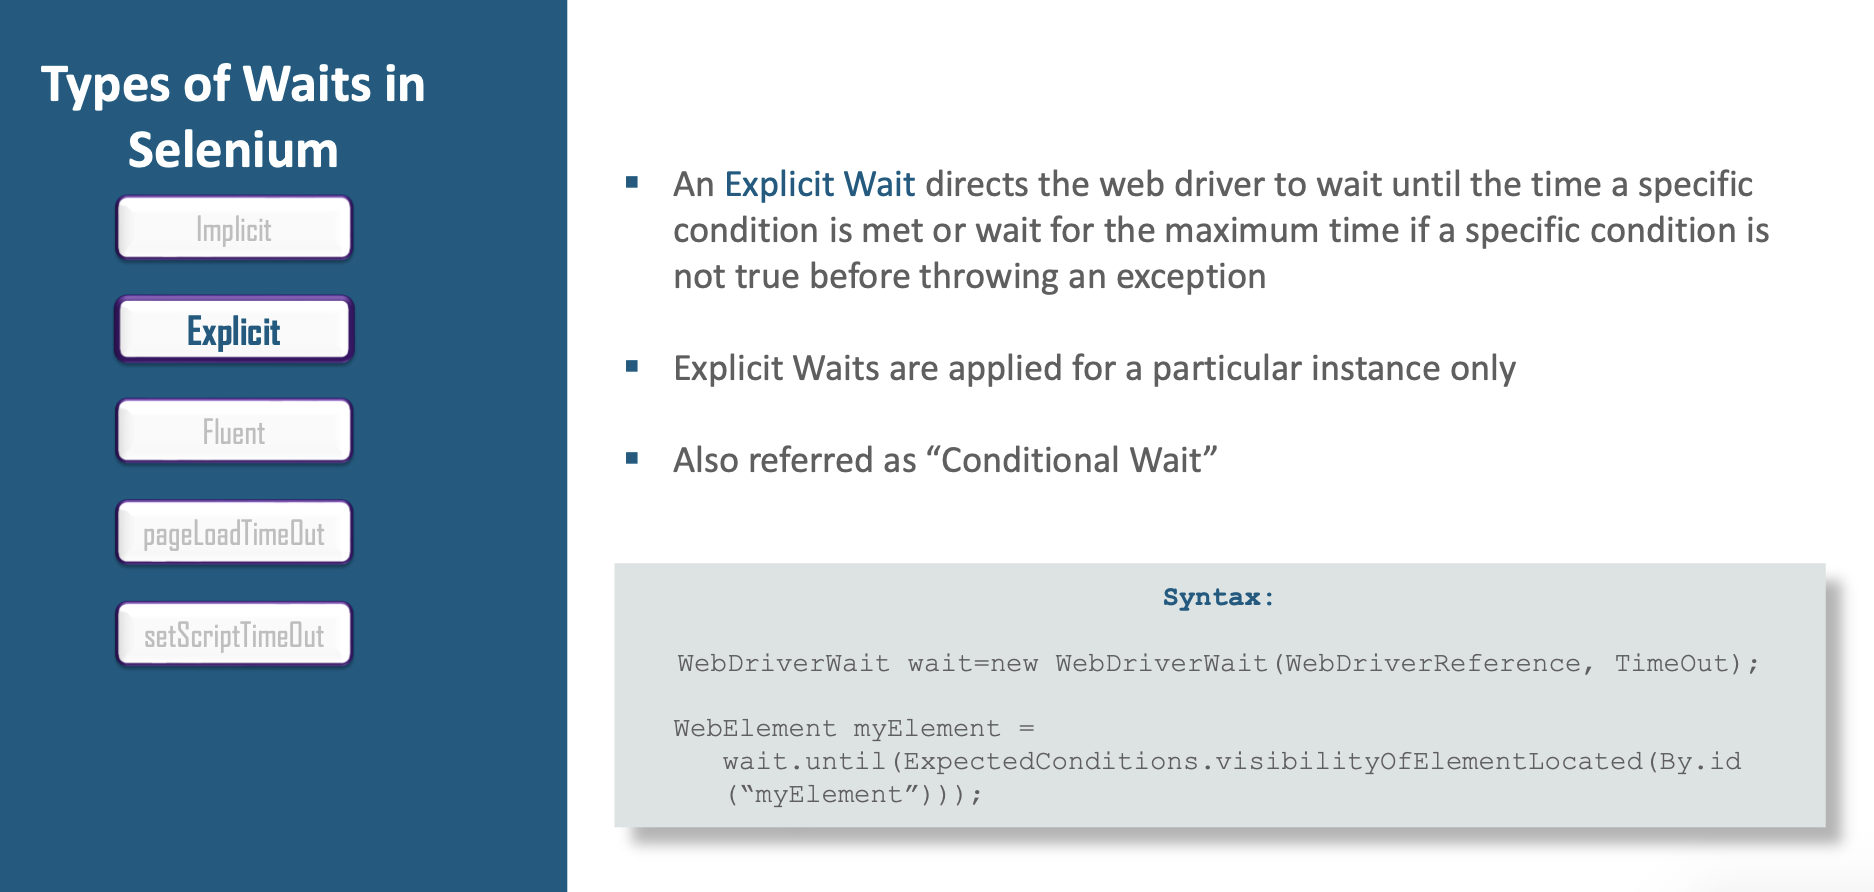 Types of Waits in
Selenium
Implicit
Explicit
Fluent
pageLoadTimeOut
setScriptTimeOut
▪ An Explicit Wait directs the web driver to wait until the time a specific
condition is met or wait for the maximum time if a specific condition is
not true before throwing an exception
▪ Explicit Waits are applied for a particular instance only
▪ Also referred as “Conditional Wait”
Syntax:
WebDriverWait wait=new WebDriverWait(WebDriverReference, TimeOut);
WebElement myElement =
wait.until(ExpectedConditions.visibilityOfElementLocated(By.id
(“myElement”)));